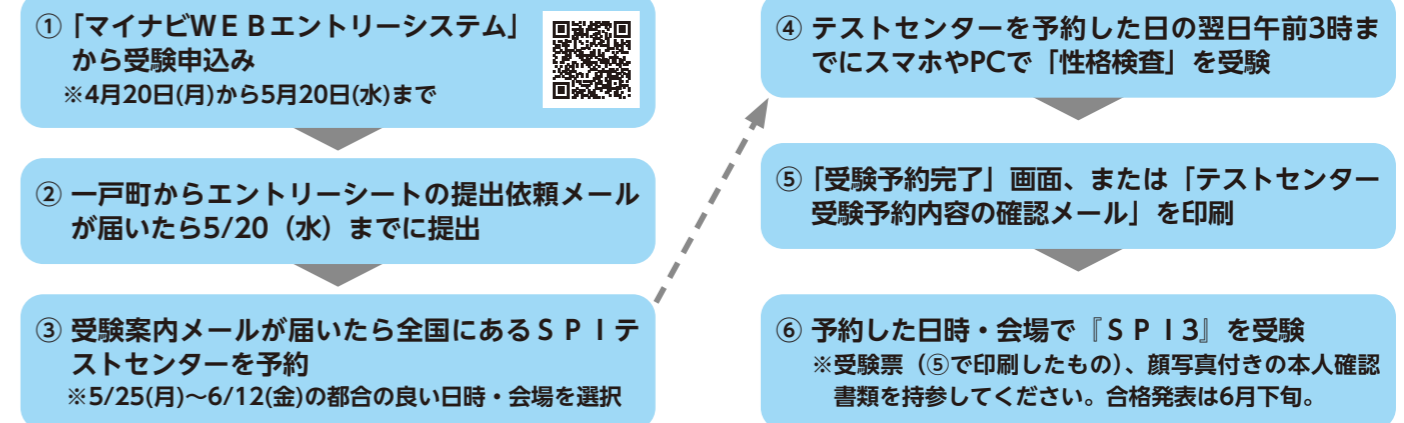 ①「マイナビＷＥＢエントリーシステム」
から受験申込み
※4月20日(月)から5月20日(水)まで
② 一戸町からエントリーシートの提出依頼メール
が届いたら5/20（水）までに提出
③ 受験案内メールが届いたら全国にあるＳＰＩテ
ストセンターを予約
※5/25(月)〜6/12(金)の都合の良い日時・会場を選択
④ テストセンターを予約した日の翌日午前3時ま
でにスマホやPCで「性格検査」を受験
⑤「受験予約完了」画面、または「テストセンター
受験予約内容の確認メール」を印刷
⑥ 予約した日時・会場で『ＳＰＩ3』を受験
※受験票（⑤で印刷したもの）、顔写真付きの本人確認
書類を持参してください。合格発表は6月下旬。